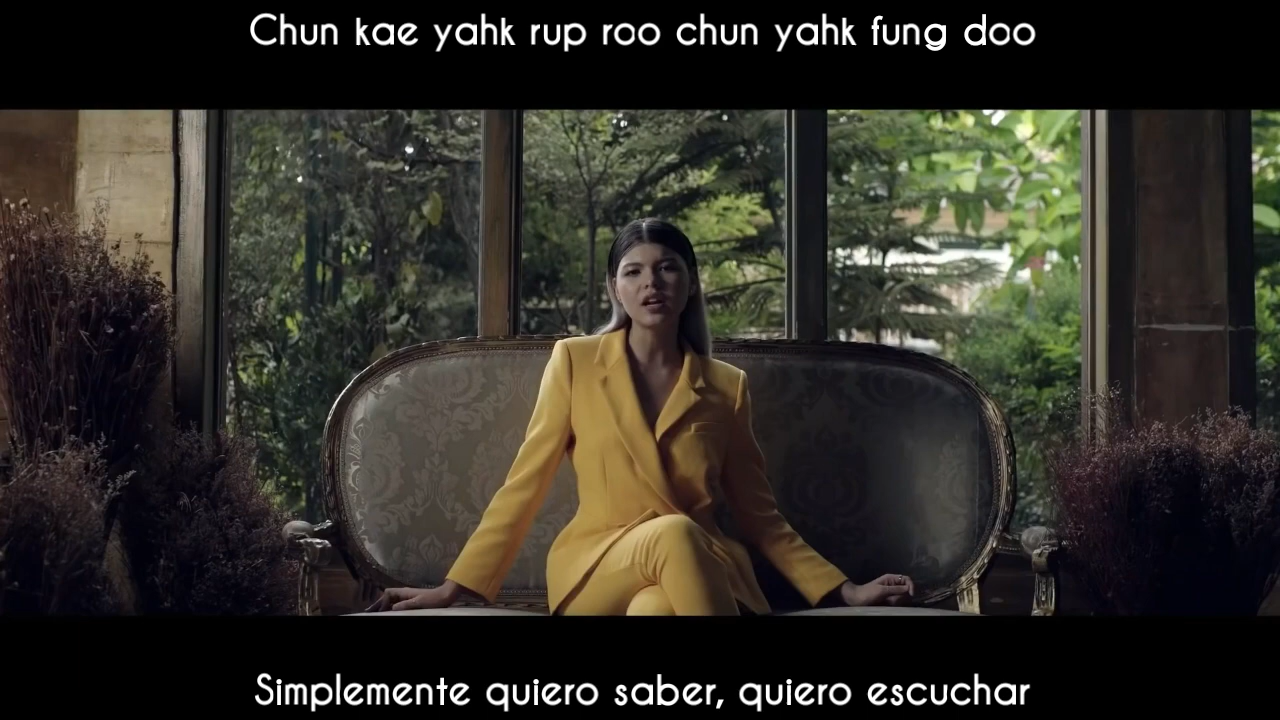 Chun kae yahk rup roo chun yahk fung doo
Simplemente quiero saber, quiero escuchar